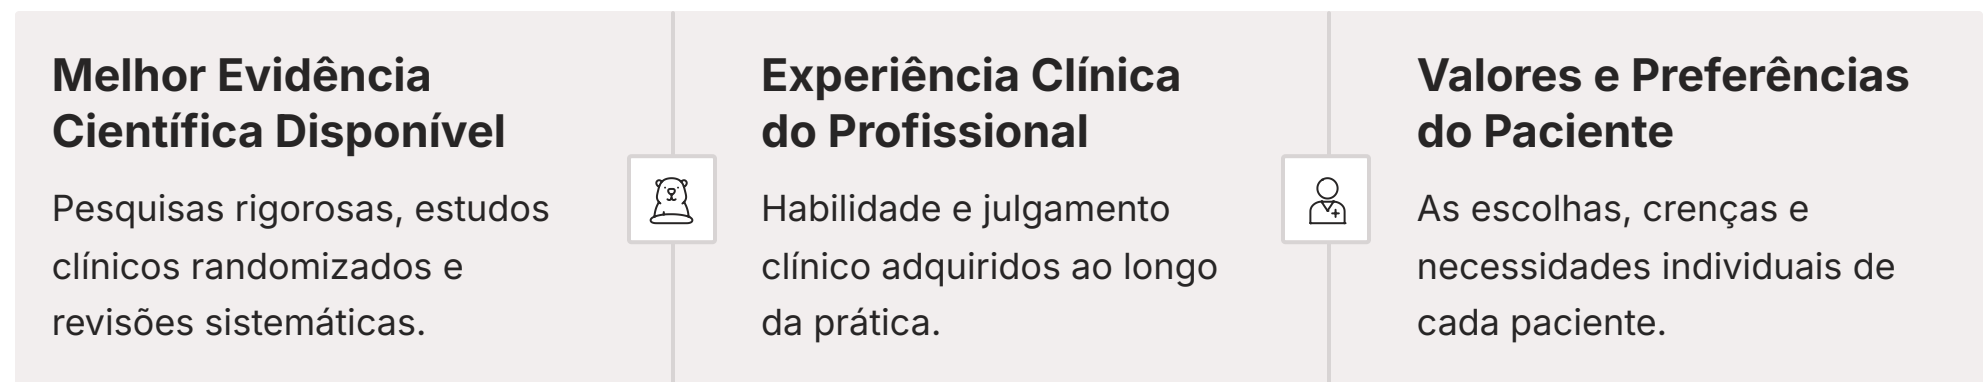 Melhor Evidência
Científica Disponível
Pesquisas rigorosas, estudos
clínicos randomizados e
revisões sistemáticas.
Experiência Clínica
do Profissional
Habilidade e julgamento
clínico adquiridos ao longo
da prática.
Valores e Preferências
do Paciente
As escolhas, crenças e
necessidades individuais de
cada paciente.